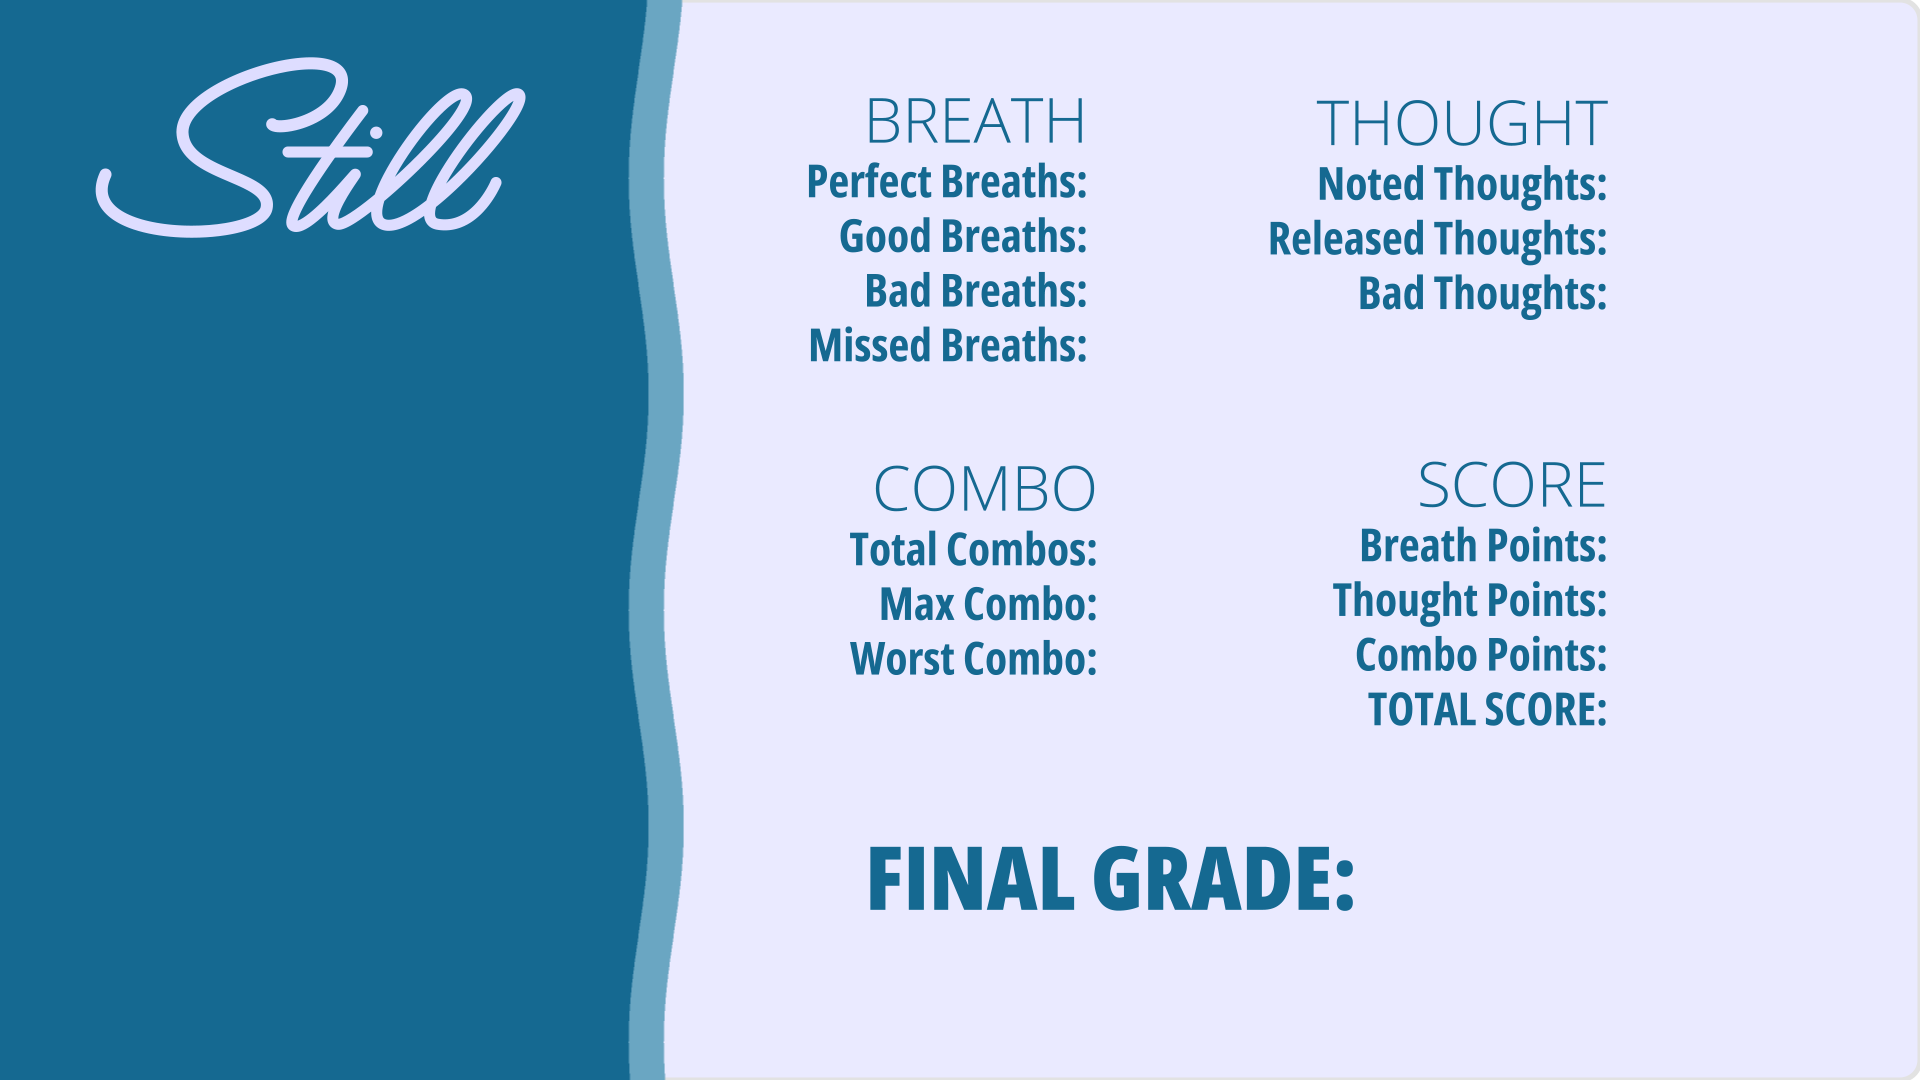 Still
BREATH
Perfect Breaths:
Good Breaths:
Bad Breaths:
Missed Breaths:
THOUGHT
Noted Thoughts:
Released Thoughts:
Bad Thoughts:
COMBO
Total Combos:
Max Combo:
Worst Combo:
SCORE
Breath Points:
Thought Points:
Combo Points:
TOTAL SCORE:
FINAL GRADE: